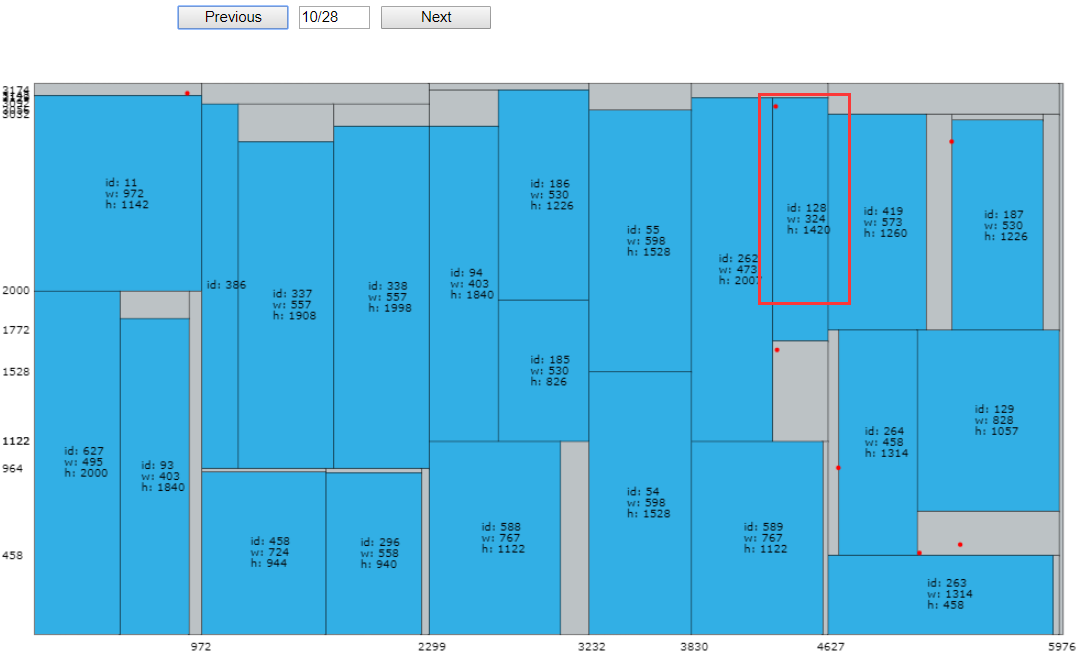 Previous
10/28
Next
3174
3032
2000
1772
1528
1122
964
458
id: 11
w: 972
h: 1142
id: 386
id: 337
w: 557
h: 1908
id: 338
w: 557
h: 1998
id: 94
w: 403
h: 1840
id: 186
w: 530
h: 1226
id: 185
w: 530
h: 826
id: 55
w: 598
h: 1528
id: 262
w: 473
h: 2007
id: 128
w: 324
h: 1420
id: 419
w: 573
h: 1260
id: 187
w: 530
h: 1226
id: 627
w: 495
h: 2000
id: 93
w: 403
h: 1840
id: 458
w: 724
h: 944
id: 296
w: 558
h: 940
id: 588
w: 767
h: 1122
id: 54
w: 598
h: 1528
id: 589
w: 767
h: 1122
id: 264
w: 458
h: 1314
id: 129
w: 828
h: 1057
id: 263
w: 1314
h: 458
972
2299
3232
3830
4627
5976